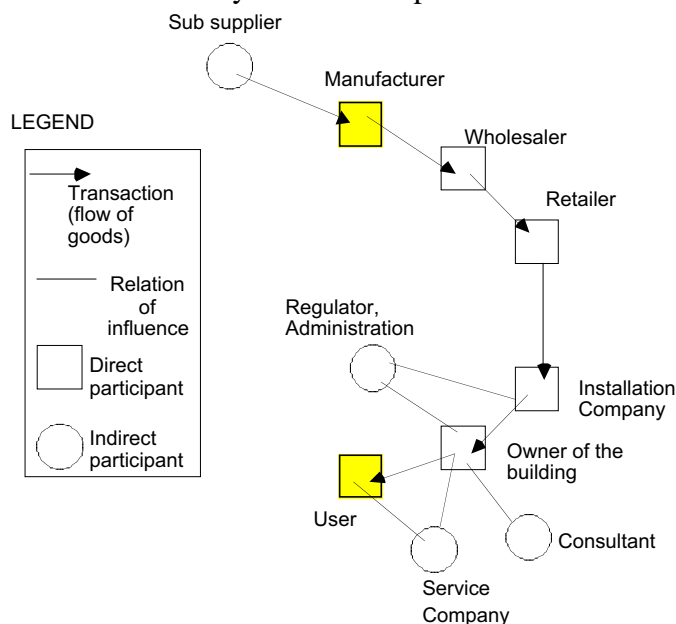 Sub supplier
Manufacturer
LEGEND
Wholesaler
Transaction
(flow of
goods)
Retailer
Relation
of
influence
Regulator,
Administration
Direct
participant
Installation
Company
Indirect
participant
Owner of the
building
User
Consultant
Service
Company